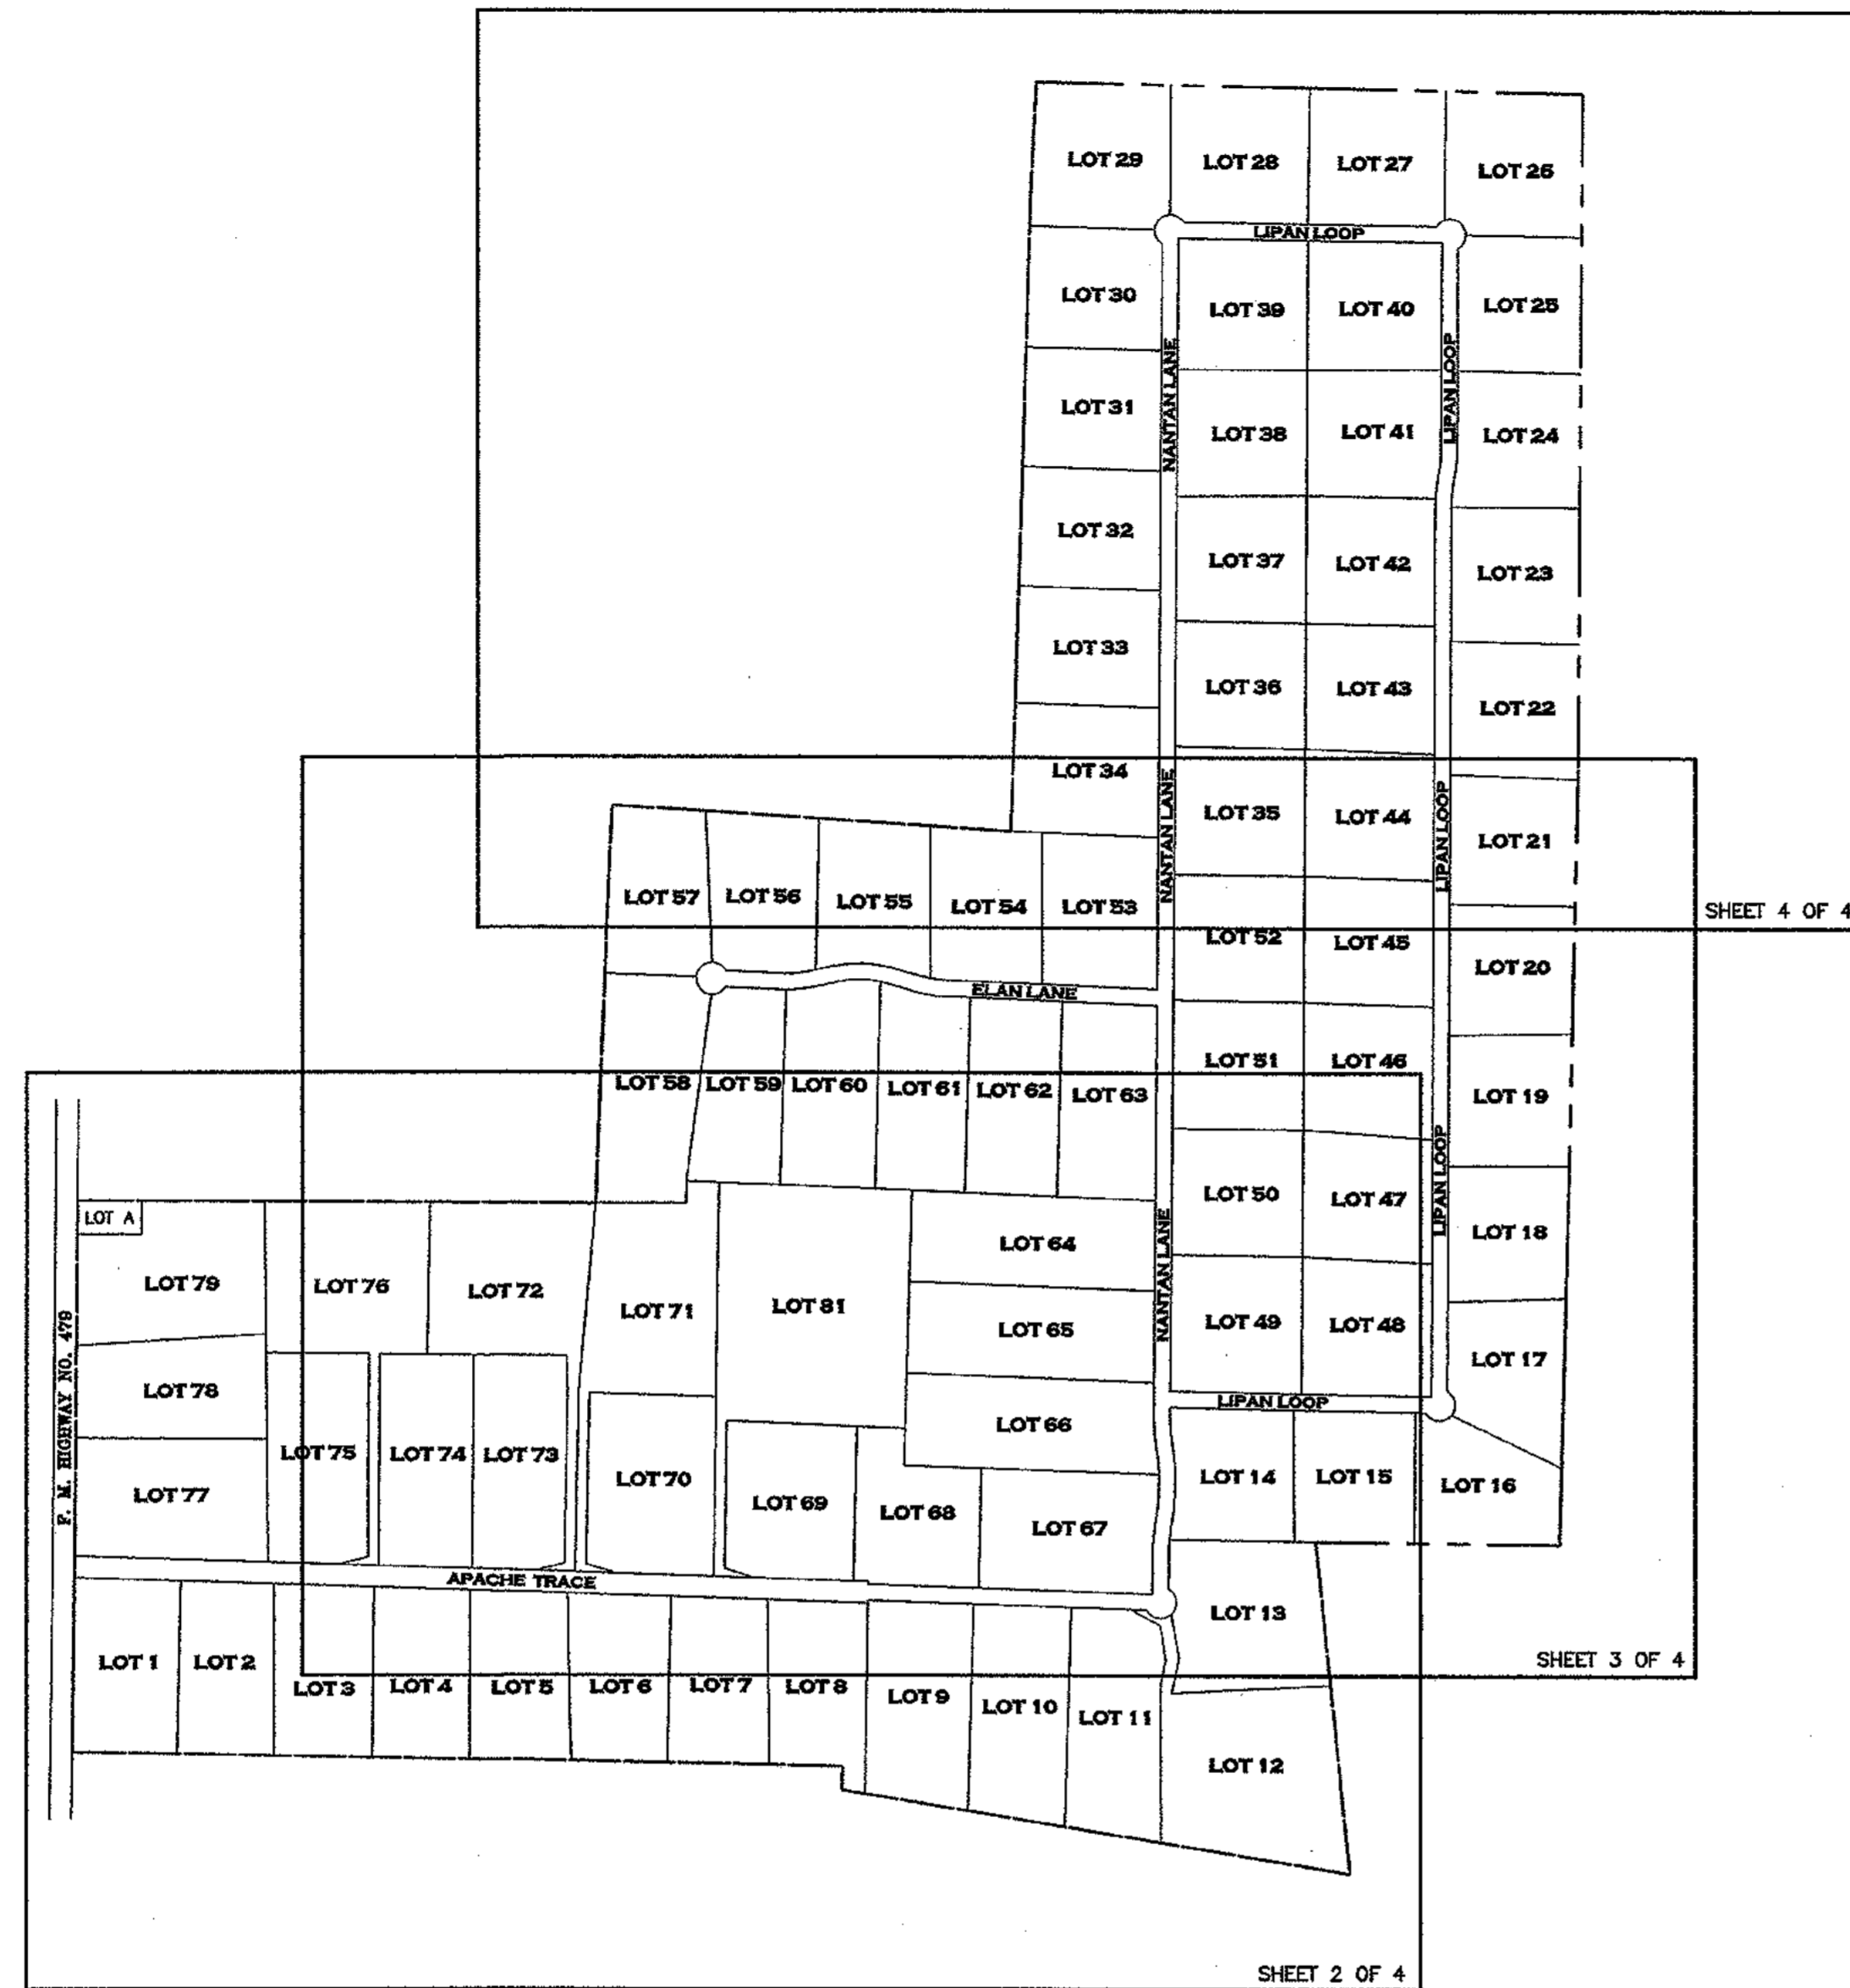 LOT 29
LOT 28
LOT 27
LOT 26
LIPAN LOOP
LOT 30
LOT 39
LOT 40
LOT 25
NANTAN LANE
LIPAN LOOP
LOT 31
LOT 38
LOT 41
LOT 24
LOT 32
LOT 37
LOT 42
LOT 23
LOT 33
LOT 36
LOT 43
LOT 22
LOT 34
NANTAN LANE
LOT 35
LOT 44
LIPAN LOOP
LOT 21
LOT 57
LOT 56
LOT 55
LOT 54
LOT 53
SHEET 4 OF 4
LOT 52
LOT 45
LOT 20
ELAN LANE
LOT 51
LOT 46
LOT 58
LOT 59
LOT 60
LOT 61
LOT 62
LOT 63
LOT 19
LOT A
LOT 50
LOT 47
LIPAN LOOP
LOT 18
LOT 64
NANTAN LANE
LOT 79
LOT 76
LOT 72
LOT 71
LOT 81
LOT 65
LOT 49
LOT 48
LOT 17
F. M. HIGHWAY NO. 479
LOT 78
LIPAN LOOP
LOT 66
LOT 75
LOT 74
LOT 73
LOT 70
LOT 14
LOT 15
LOT 16
LOT 77
LOT 69
LOT 68
LOT 67
APACHE TRACE
LOT 13
LOT 1
LOT 2
SHEET 3 OF 4
LOT 3
LOT 4
LOT 5
LOT 6
LOT 7
LOT 8
LOT 9
LOT 10
LOT 11
LOT 12
SHEET 2 OF 4